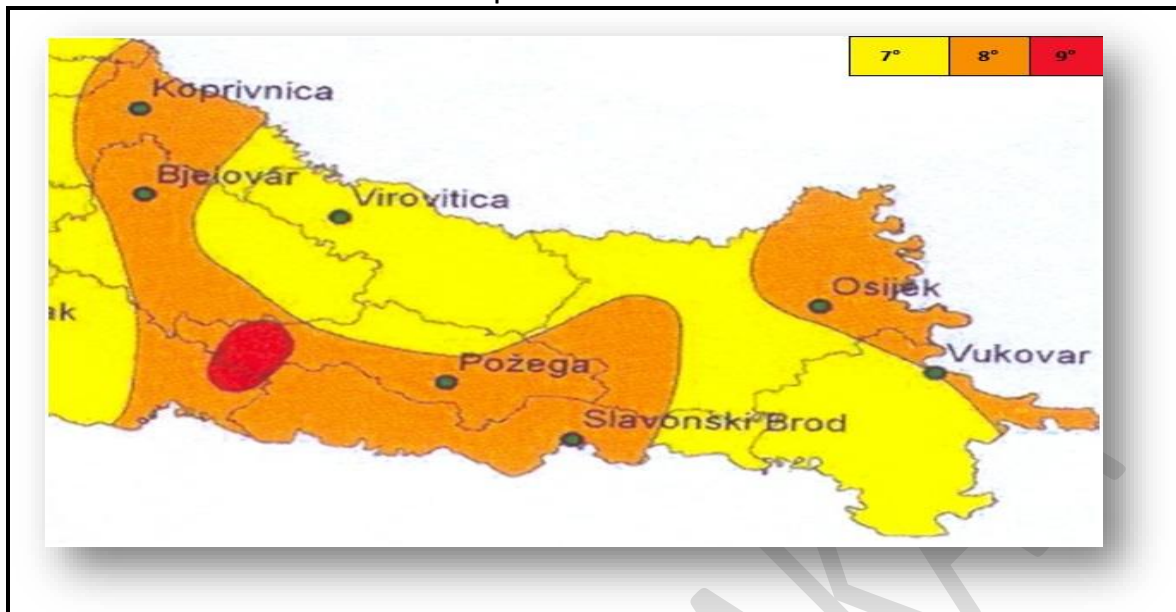 7° 8° 9°
Koprivnica
Bjelovar
Virovitica
Osijek
ak
Vukovar
Požega
Slavonski Brod